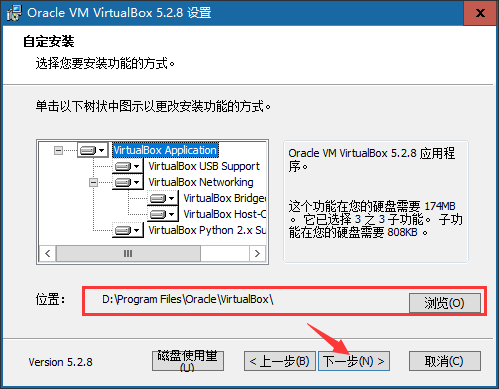 Oracle VM VirtualBox 5.2.8 设置
自定安装
选择您要安装功能的方式。
单击以下树状中图示以更改安装功能的方式。
VirtualBox Application
VirtualBox USB Support
VirtualBox Networking
VirtualBox Bridge
VirtualBox Host-O
VirtualBox Python 2.x Su
Oracle VM VirtualBox 5.2.8 应用程
序。
这个功能在您的硬盘需要 174MB
。 它已选择 3 之 3 子功能。 子功
能在您的硬盘需要 808KB 。
位置:
D:\Program Files\Oracle\VirtualBox\
浏览(O)
Version 5.2.8
磁盘使用量
(U)
< 上一步(B)
下一步(N) >
取消(C)